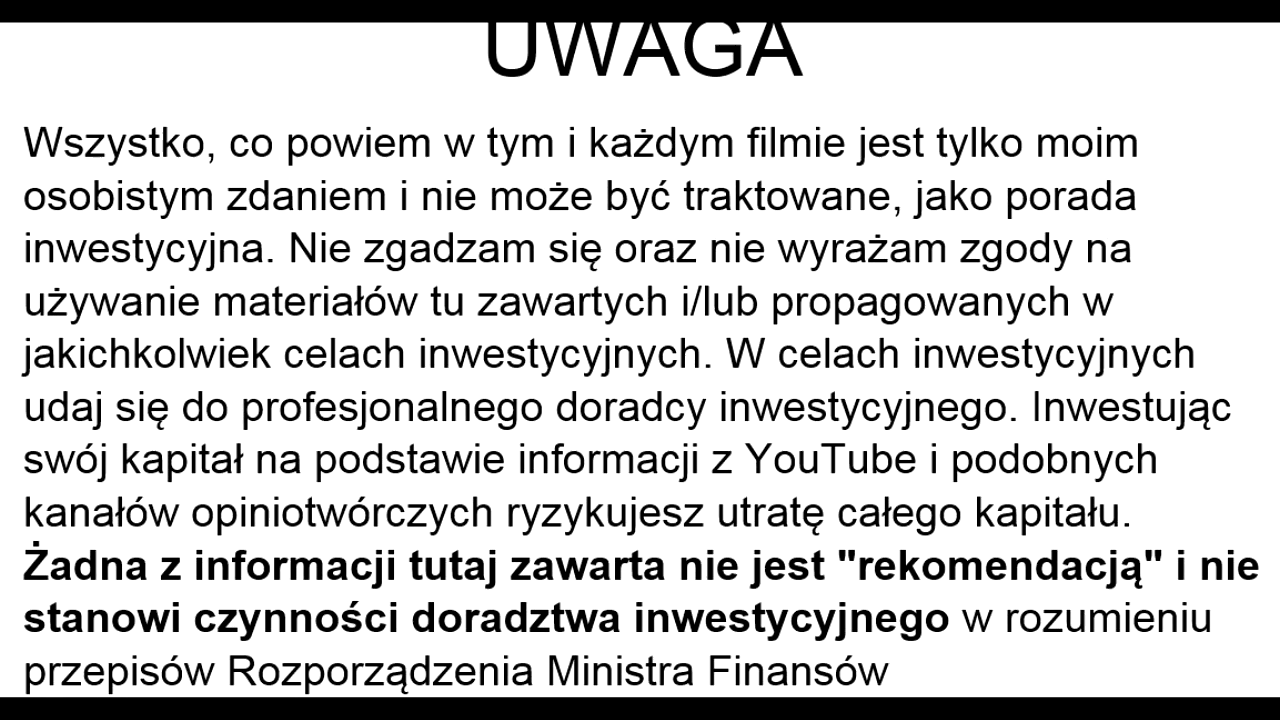 UWAGA
Wszystko, co powiem w tym i każdym filmie jest tylko moim
osobistym zdaniem i nie może być traktowane, jako porada
inwestycyjna. Nie zgadzam się oraz nie wyrażam zgody na
używanie materiałów tu zawartych i/lub propagowanych w
jakichkolwiek celach inwestycyjnych. W celach inwestycyjnych
udaj się do profesjonalnego doradcy inwestycyjnego. Inwestując
swój kapitał na podstawie informacji z YouTube i podobnych
kanałów opiniotwórczych ryzykujesz utratę całego kapitału.
Żadna z informacji tutaj zawarta nie jest "rekomendacją" i nie
stanowi czynności doradztwa inwestycyjnego w rozumieniu
przepisów Rozporządzenia Ministra Finansów